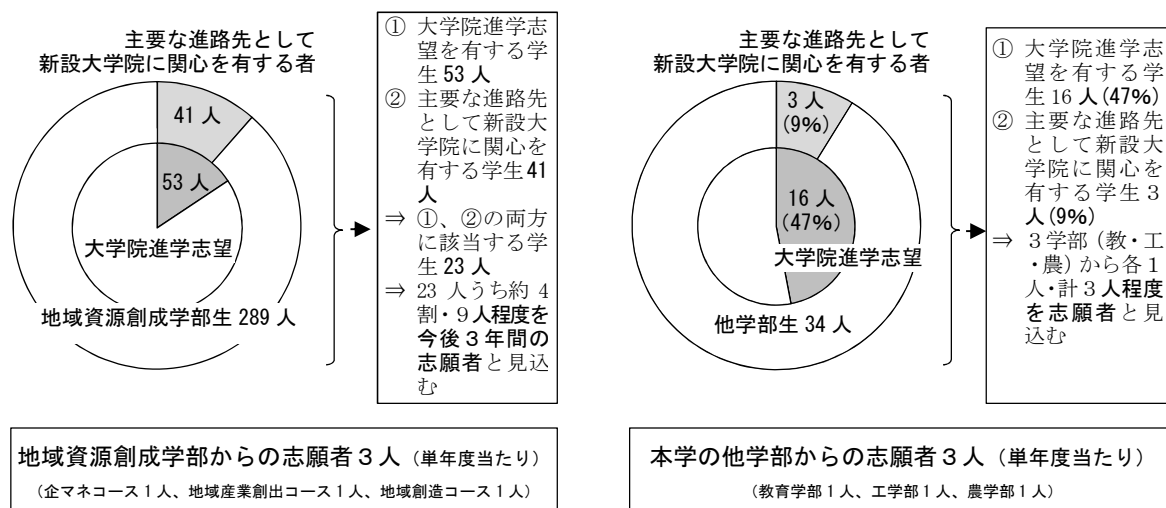 主要な進路先として
新設大学院に関心を有する者
41 人
53 人
大学院進学志望
地域資源創成学部生 289 人
① 大学院進学志
望を有する学
生 53 人
② 主要な進路先
として新設大
学院に関心を
有する学生 41
人
⇒ ①、②の両方
に該当する学
生 23 人
⇒ 23 人うち約 4
割・9人程度を
今後3年間の
志願者と見込
む
地域資源創成学部からの志願者3人（単年度当たり）
（企マネコース1人、地域産業創出コース1人、地域創造コース1人）
主要な進路先として
新設大学院に関心を有する者
3 人
(9%)
16 人
(47%)
大学院進学志望
他学部生 34 人
① 大学院進学志
望を有する学
生 16 人(47%)
② 主要な進路先
として新設大
学院に関心を
有する学生 3
人(9%)
⇒ 3学部（教・工
・農）から各1
人・計3人程度
を志願者と見
込む
本学の他学部からの志願者3人（単年度当たり）
（教育学部1人、工学部1人、農学部1人）